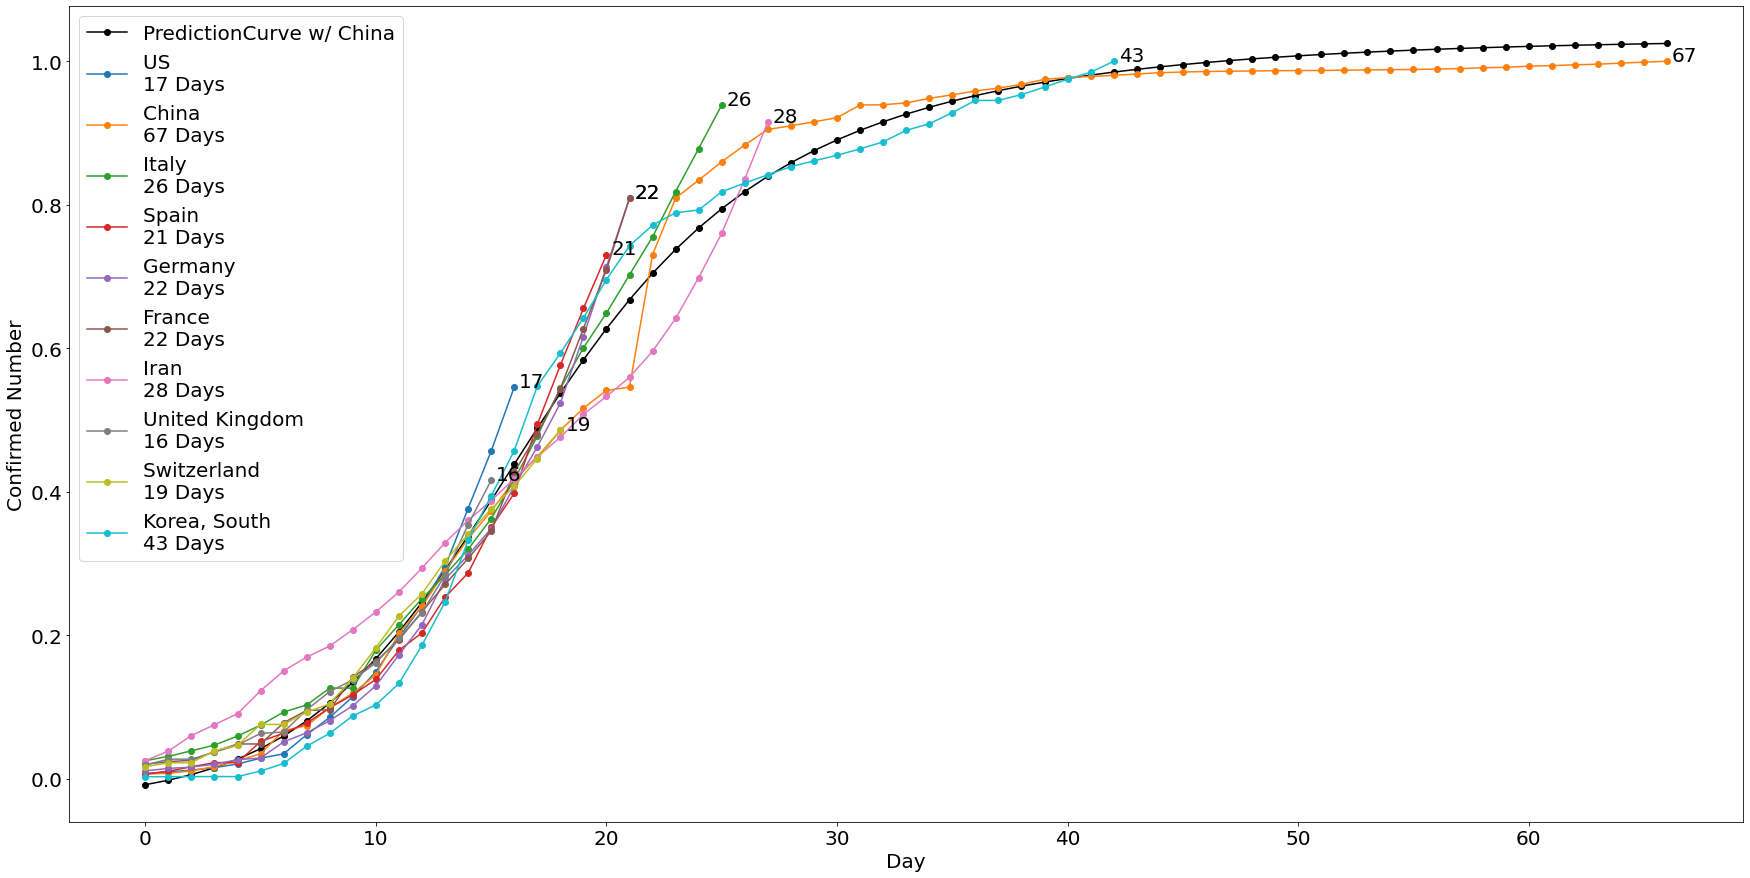 PredictionCurve w/ China
US
17 Days
China
67 Days
Italy
26 Days
Spain
21 Days
Germany
22 Days
France
22 Days
Iran
28 Days
United Kingdom
16 Days
Switzerland
19 Days
Korea, South
43 Days
43
67
26
28
22
21
17
19
16
1.0
0.8
0.6
0.4
0.2
0.0
Confirmed Number
0 10 20 30 40 50 60
Day